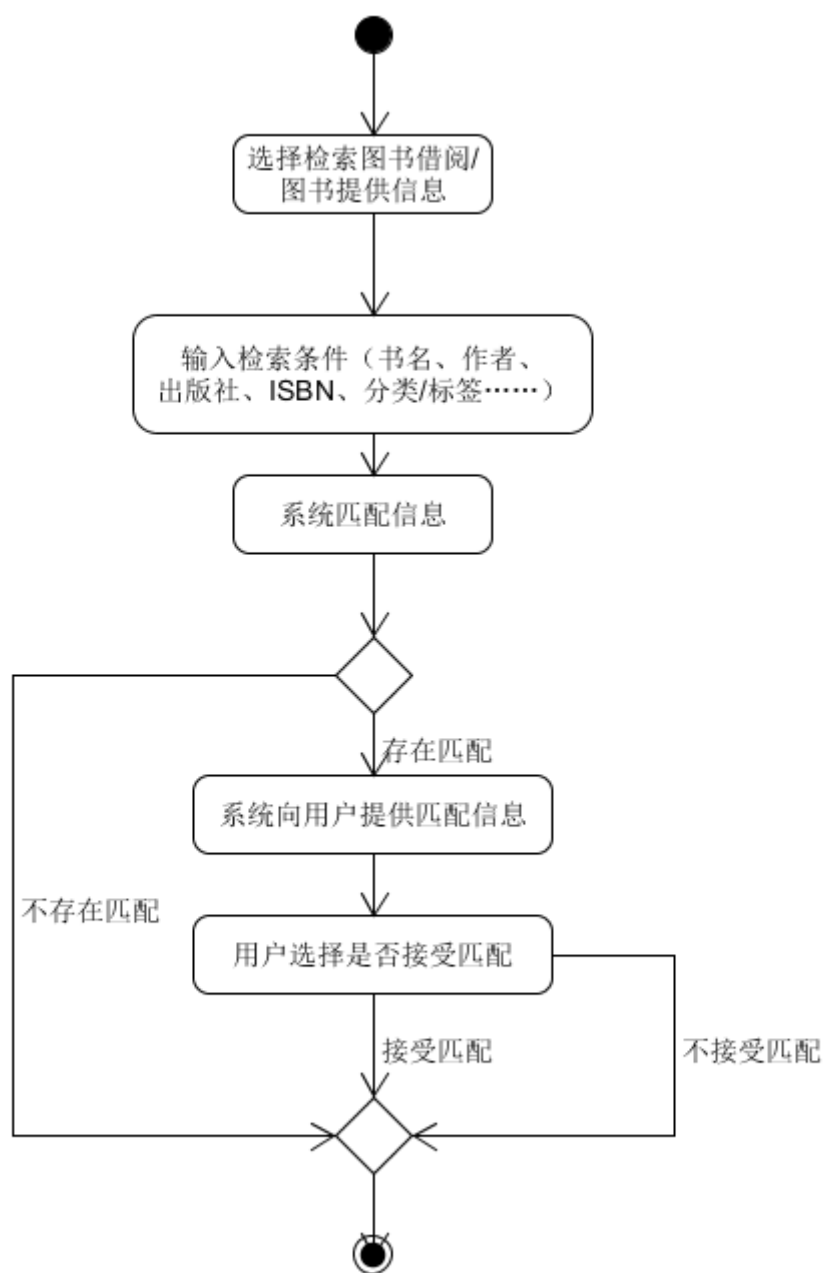 选择检索图书借阅/
图书提供信息
输入检索条件（书名、作者、
出版社、ISBN、分类/标签……）
系统匹配信息
存在匹配
系统向用户提供匹配信息
不存在匹配
用户选择是否接受匹配
接受匹配
不接受匹配